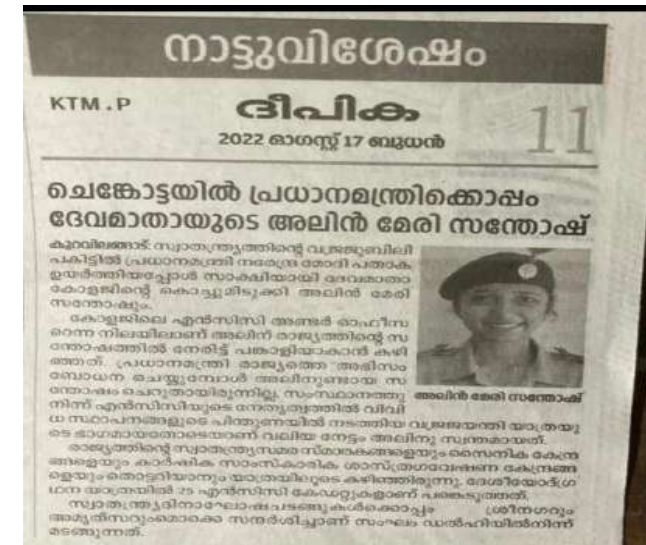 നാട്ടുവിശേഷം
KTM.P
ദീപിക
11
2022 ഓഗസ്റ്റ് 17 ബുധൻ
ചെങ്കോട്ടയിൽ പ്രധാനമന്ത്രിക്കൊപ്പം
ദേവമാതായുടെ അലിൻ മേരി സന്തോഷ്
കുറവിലങ്ങാട്: സ്വാതന്ത്ര്യത്തിന്റെ വജ്രജൂബിലി
പകിട്ടിൽ പ്രധാനമന്ത്രി നരേന്ദ്ര മോദി പതാക
ഉയർത്തിയപ്പോൾ സാക്ഷിയായി ദേവമാതാ
കോളജിന്റെ കൊച്ചുമിടുക്കി അലിൻ മേരി
സന്തോഷും.
കോളജിലെ എൻസിസി അണ്ടർ ഓഫീസ
റെന്ന നിലയിലാണ് അലിന് രാജ്യത്തിന്റെ സ
ന്തോഷത്തിൽ നേരിട്ട് പങ്കാളിയാകാൻ കഴി
ഞ്ഞത്. പ്രധാനമന്ത്രി രാജ്യത്തെ അഭിസം
ബോധന ചെയ്യുമ്പോൾ അലിനുണ്ടായ സ
ന്തോഷം ചെറുതായിരുന്നില്ല. സംസ്ഥാനത്തു
നിന്ന് എൻസിസിയുടെ നേതൃത്വത്തിൽ വിവി
ധ സ്ഥാപനങ്ങളുടെ പിന്തുണയിൽ നടത്തിയ വജ്രജയന്തി യാത്രയു
ടെ ഭാഗമായതോടെയാണ് വലിയ നേട്ടം അലിനു സ്വന്തമായത്.
രാജ്യത്തിന്റെ സ്വാതന്ത്ര്യസമര സ്മാരകങ്ങളെയും സൈനിക കേന്ദ്ര
ങ്ങളെയും കാർഷിക സാംസ്കാരിക ശാസ്ത്രഗവേഷണ കേന്ദ്രങ്ങ
ളെയും തൊട്ടറിയാനും യാത്രയിലൂടെ കഴിഞ്ഞിരുന്നു. ദേശീയോദ്ഗ്ര
ഥന യാത്രയിൽ 25 എൻസിസി കേഡറ്റുകളാണ് പങ്കെടുത്തത്.
സ്വാതന്ത്ര്യദിനാഘോഷചടങ്ങുകൾക്കൊപ്പം ശ്രീനഗറും
അമൃത്സറുമൊക്കെ സന്ദർശിച്ചാണ് സംഘം ഡൽഹിയിൽനിന്ന്
മടങ്ങുന്നത്.
അലിൻ മേരി സന്തോഷ്